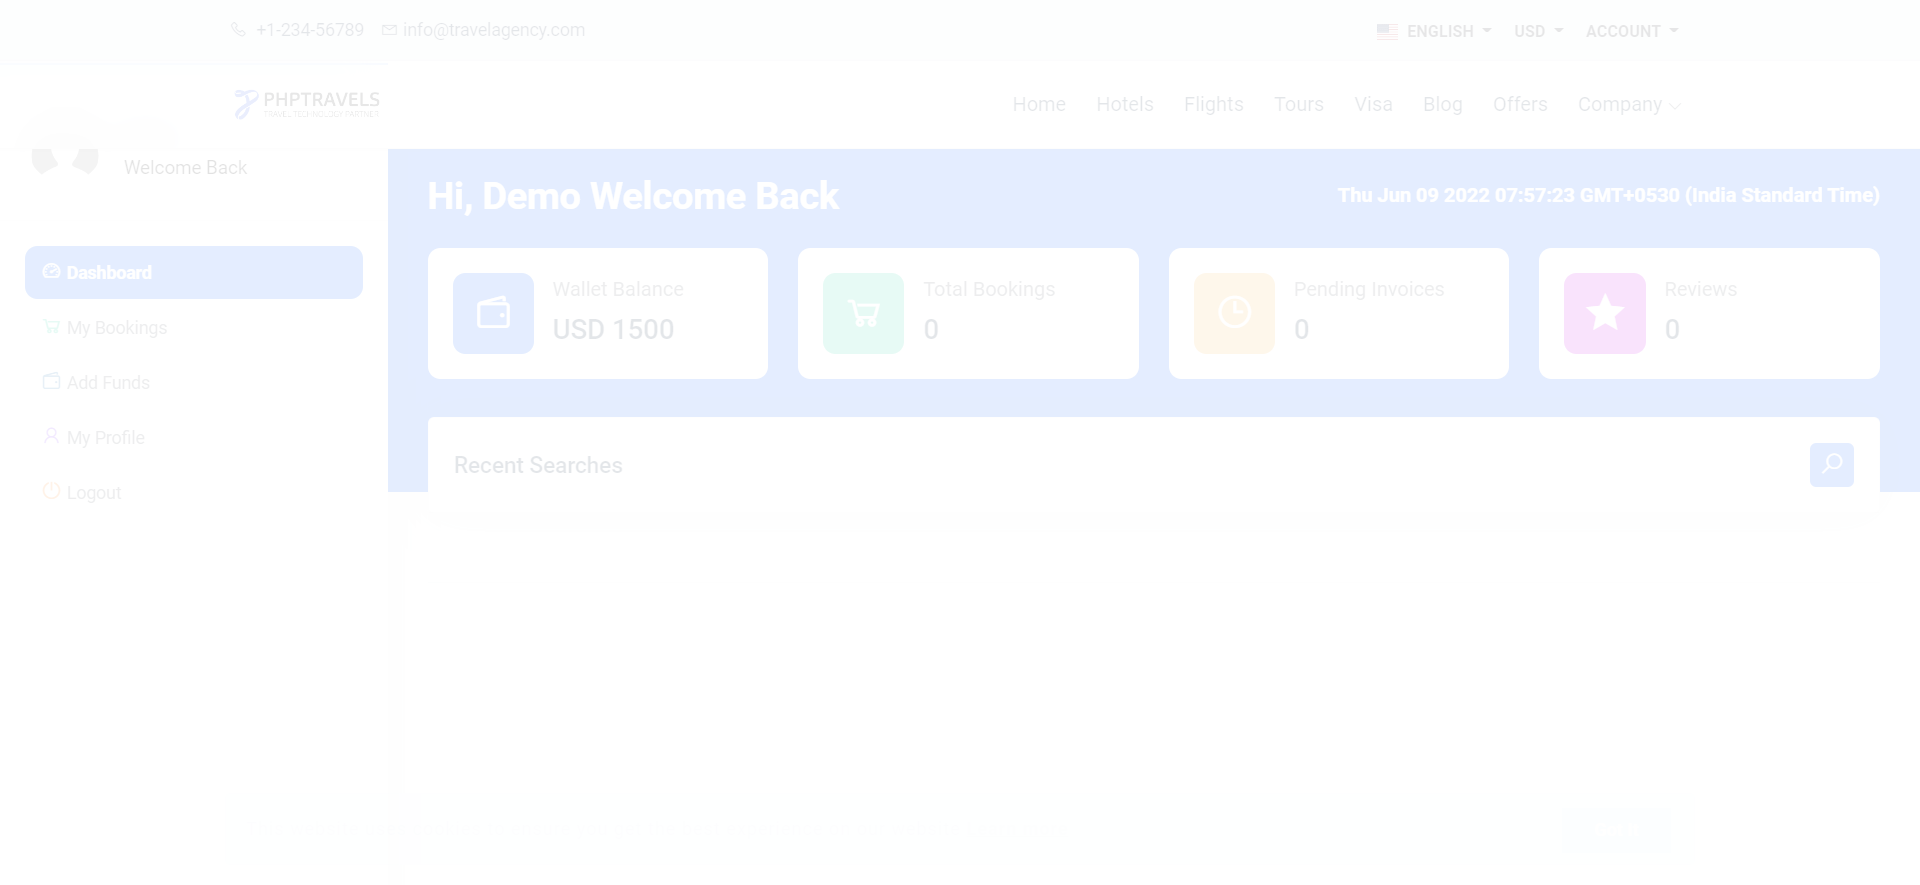 +1-234-56789 info@travelagency.com ENGLISH USD ACCOUNT
PHPTRAVELS
TRAVEL TECHNOLOGY PARTNER
Home Hotels Flights Tours Visa Blog Offers Company
Welcome Back
Hi, Demo Welcome Back
Thu Jun 09 2022 07:57:23 GMT+0530 (India Standard Time)
Dashboard
My Bookings
Add Funds
My Profile
Logout
Wallet Balance
USD 1500
Total Bookings
0
Pending Invoices
0
Reviews
0
Recent Searches